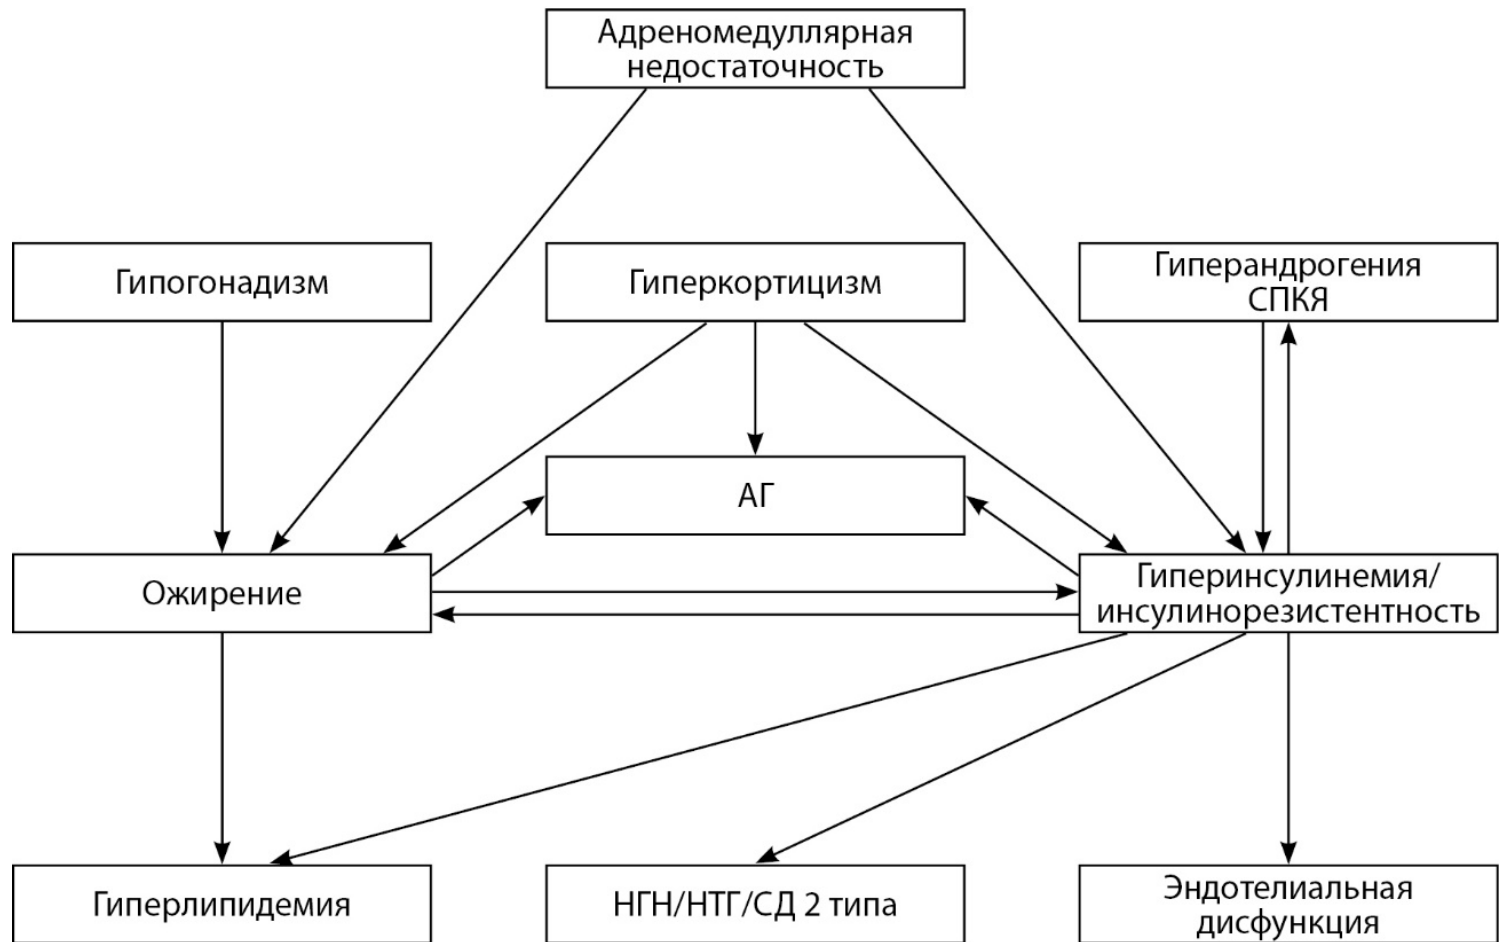 Адреномедуллярная
недостаточность
Гипогонадизм
Гиперкортицизм
Гиперандрогения
СПКЯ
АГ
Ожирение
Гиперинсулинемия/
инсулинорезистентность
Гиперлипидемия
НГН/НТГ/СД 2 типа
Эндотелиальная
дисфункция